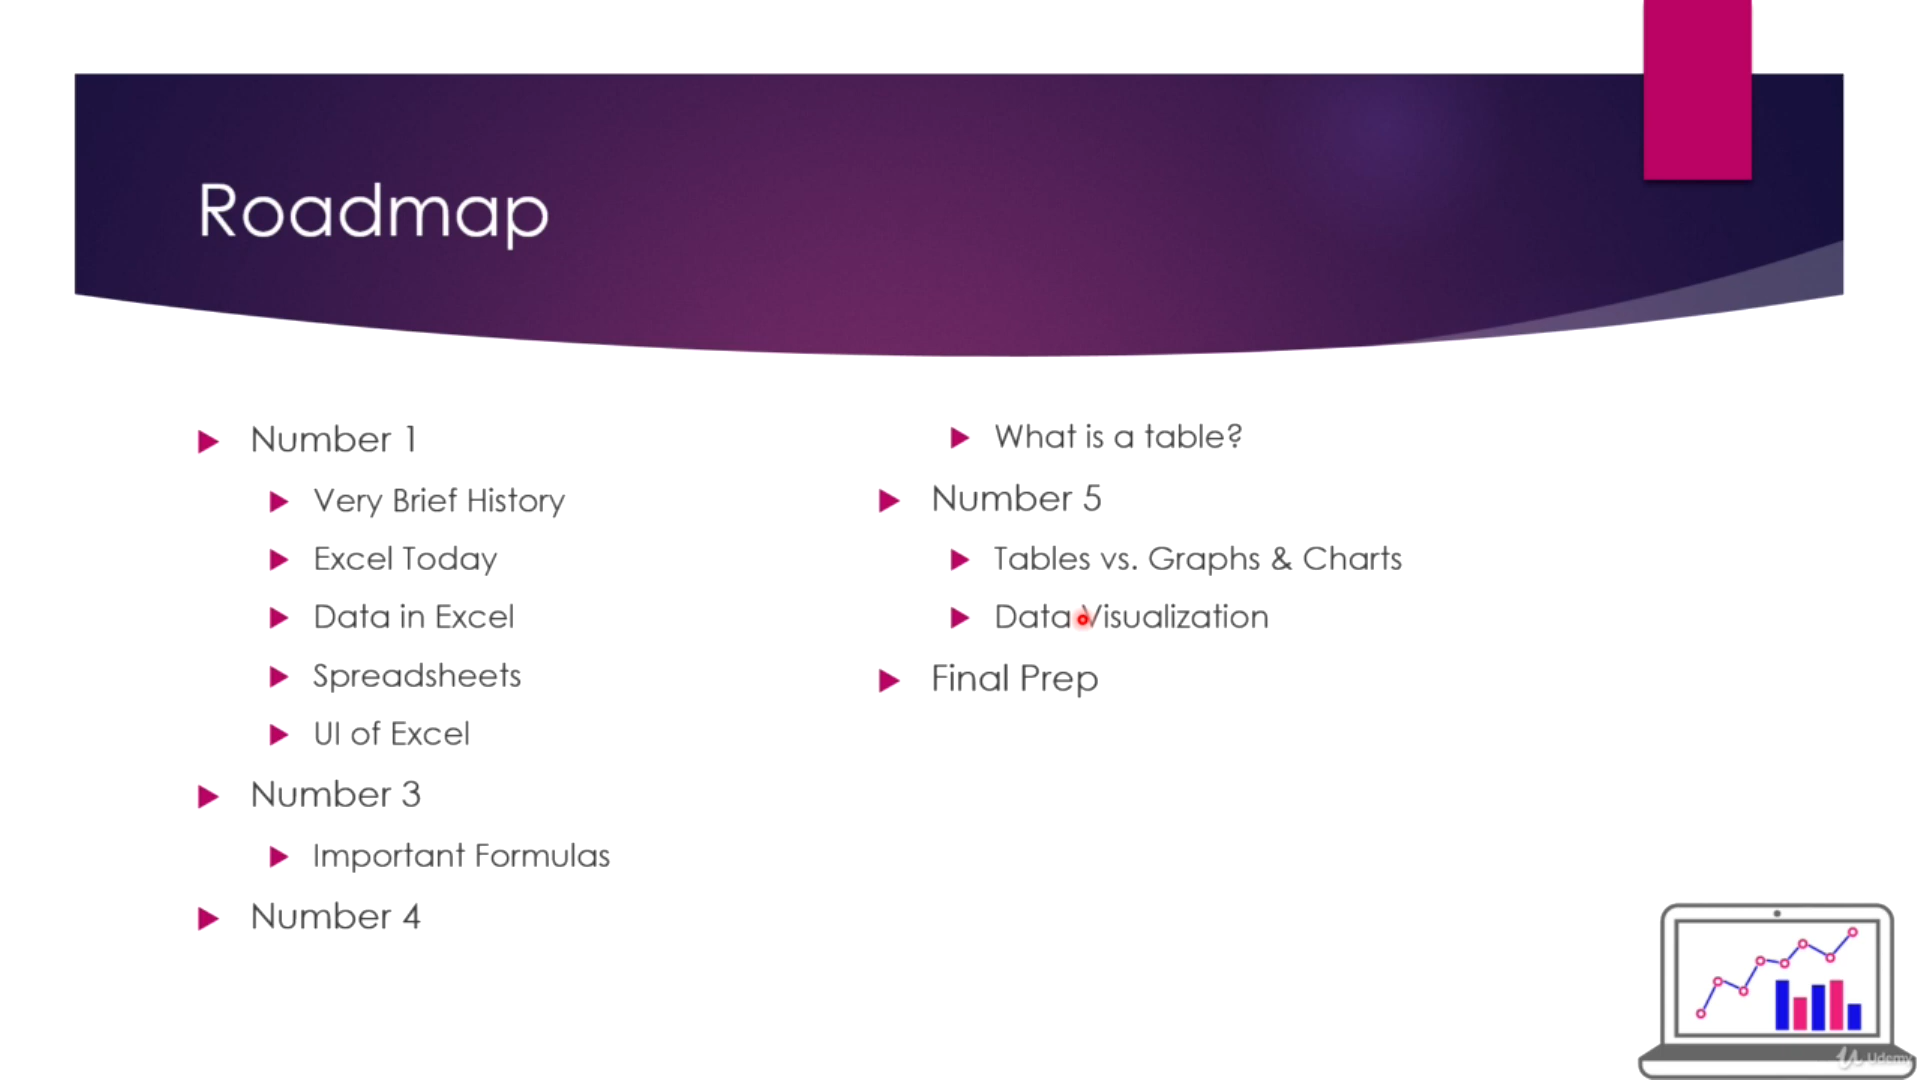 Roadmap
Number 1
Very Brief History
Excel Today
Data in Excel
Spreadsheets
UI of Excel
Number 3
Important Formulas
Number 4
What is a table?
Number 5
Tables vs. Graphs & Charts
Data Visualization
Final Prep
Udemy